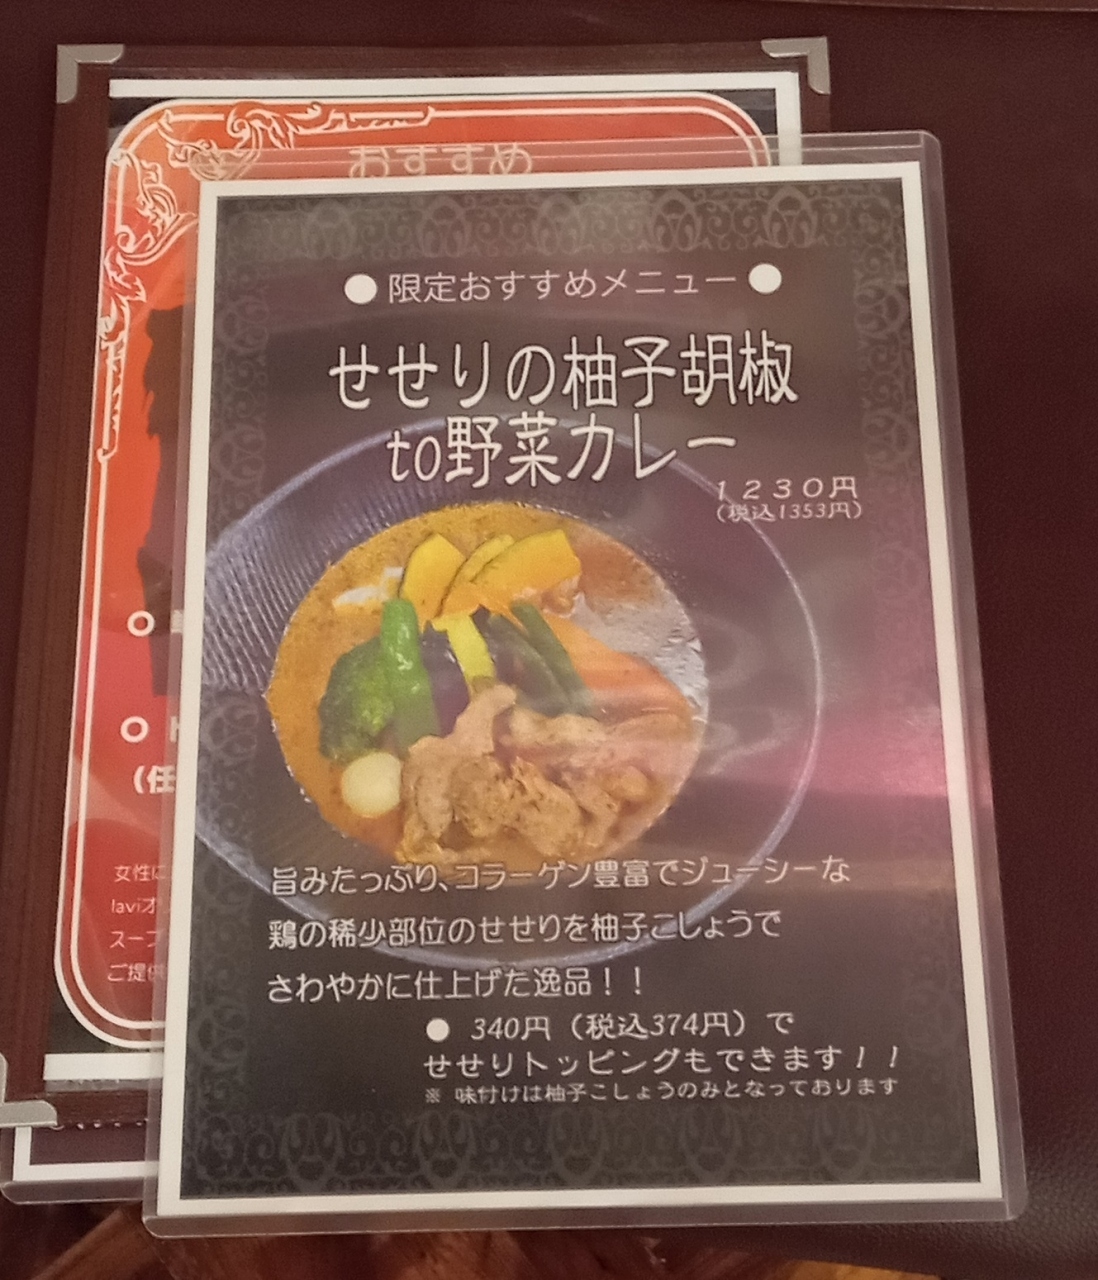 おすすめ
●限定おすすめメニュー●
せせりの柚子胡椒
to野菜カレー
1230円
(税込1353円)
旨みたっぷり、コラーゲン豊富でジューシーな
鶏の稀少部位のせせりを柚子こしょうで
さわやかに仕上げた逸品！！
● 340円（税込374円）で
せせりトッピングもできます！！
※ 味付けは柚子こしょうのみとなっております
(任
女性に
laviオ
スープ
ご提供